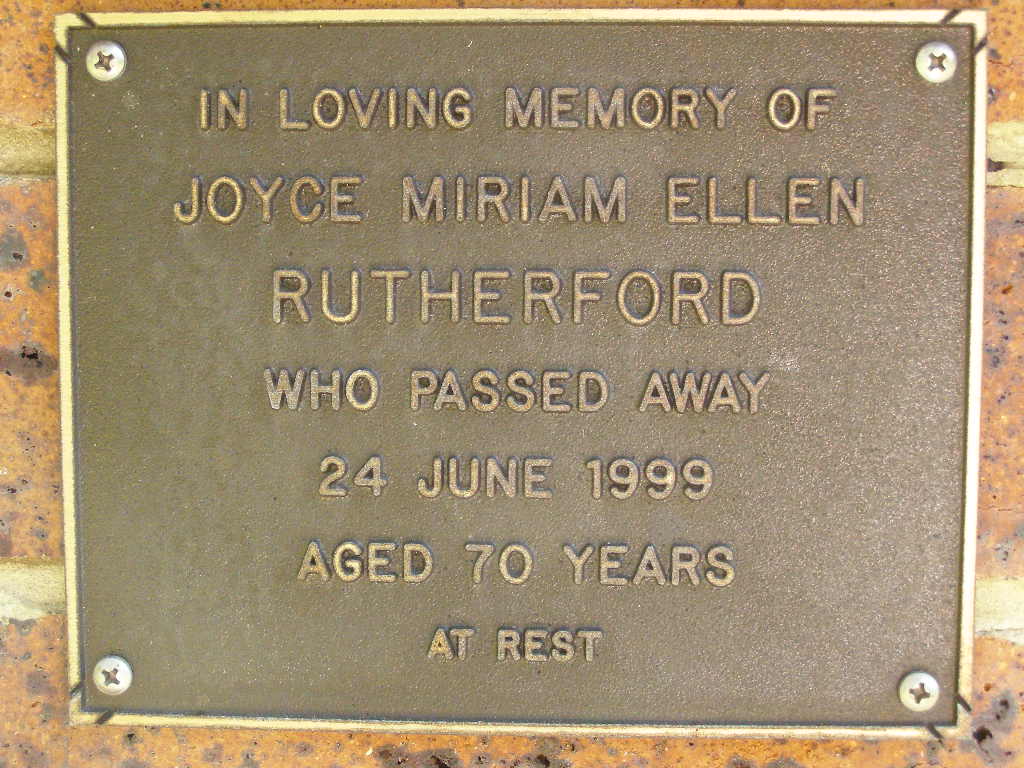 IN LOVING MEMORY OF
JOYCE MIRIAM ELLEN
RUTHERFORD
WHO PASSED AWAY
24 JUNE 1999
AGED 70 YEARS
AT REST